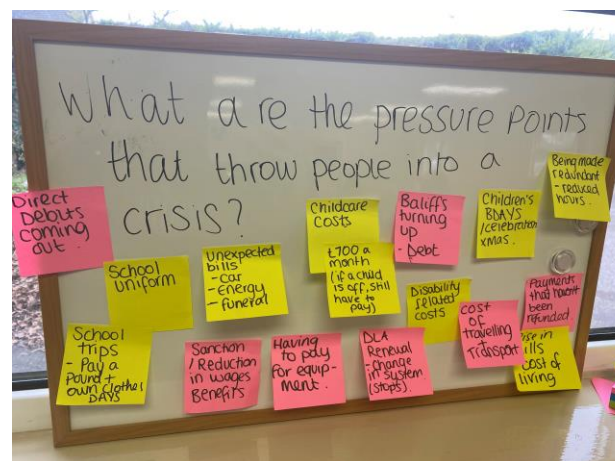 What are the pressure points
that throw people into a
crisis?
Being made
redundant
- reduced
hours.
Direct
Debits
coming
out.
Childcare
costs
Baliffs
turning
up
- Debt
Children's
BDAYS
/celebration
xmas.
School
uniform
Unexpected
bills
- car
- energy
- funeral
£700 a
month
(if a child
is off, still
have to
pay)
Disability
related
costs
Cost
of
travelling
+
Transport
Payments
that haven't
been
refunded
School
trips
- Pay a
Pound +
own clothes
DAYS
Sanction
/ Reduction
in wages
Benefits
Having
to pay
for equip-
ment.
DLA
Renewal
- change
in system
(stops).
in
bills
cost of
living